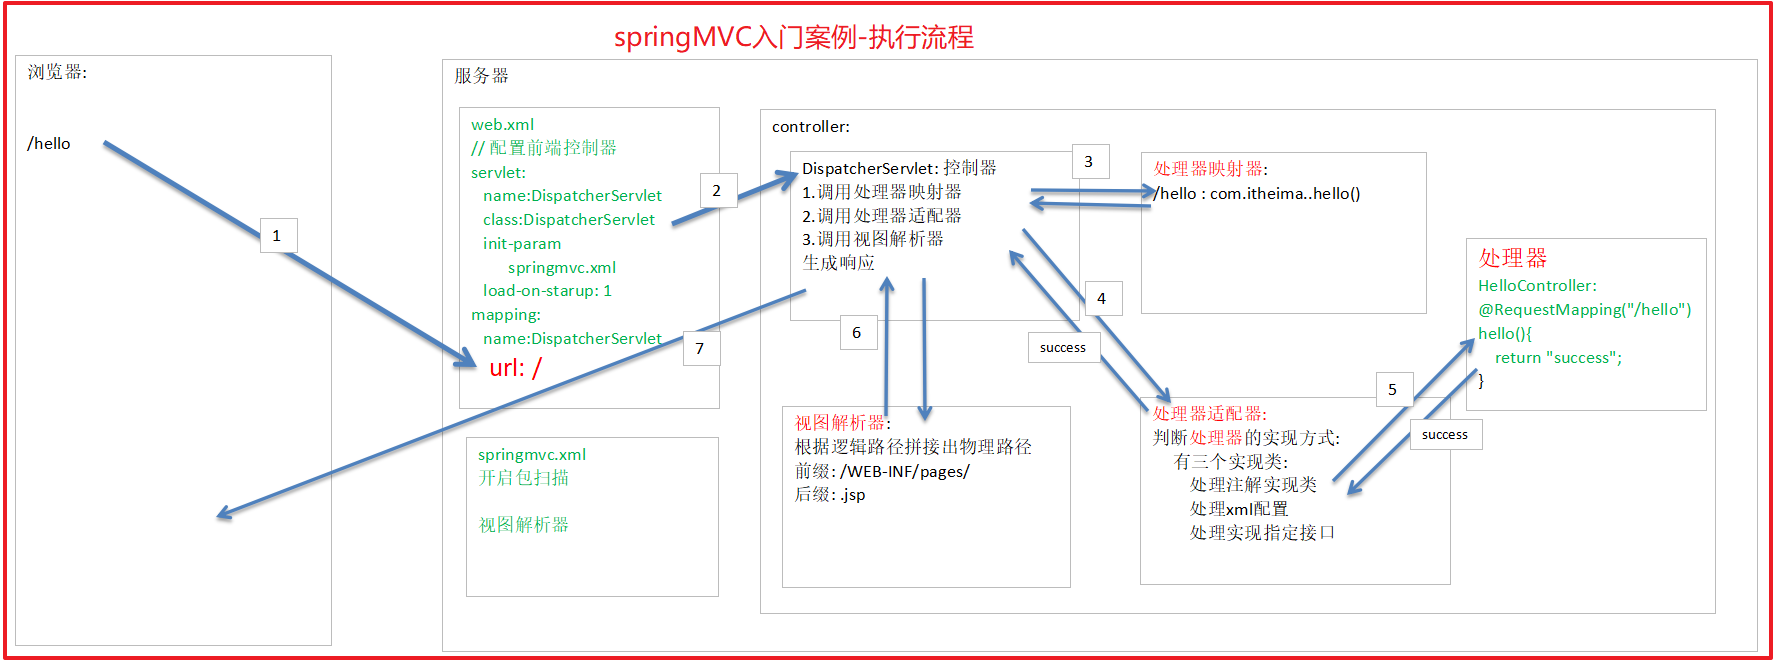 springMVC入门案例-执行流程
浏览器:
/hello
1
服务器
web.xml
// 配置前端控制器
servlet:
name:DispatcherServlet
class:DispatcherServlet
init-param
springmvc.xml
load-on-starup: 1
mapping:
name:DispatcherServlet
url: /
2
7
springmvc.xml
开启包扫描
视图解析器
controller:
DispatcherServlet: 控制器
1.调用处理器映射器
2.调用处理器适配器
3.调用视图解析器
生成响应
3
处理器映射器:
/hello : com.itheima..hello()
4
success
6
视图解析器:
根据逻辑路径拼接出物理路径
前缀: /WEB-INF/pages/
后缀: .jsp
处理器适配器:
判断处理器的实现方式:
有三个实现类:
处理注解实现类
处理xml配置
处理实现指定接口
5
success
处理器
HelloController:
@RequestMapping("/hello")
hello(){
return "success";
}